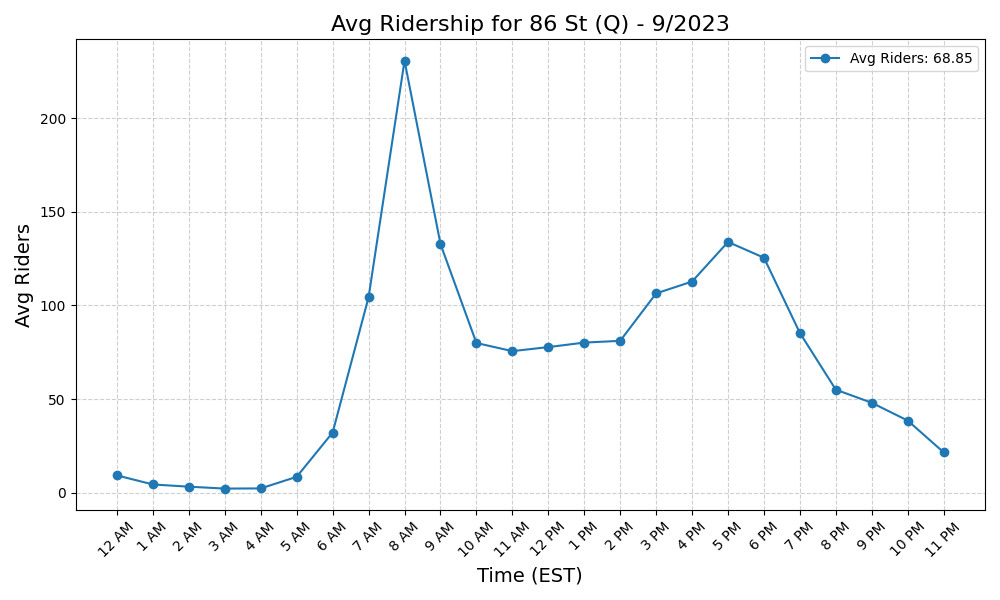 Avg Ridership for 86 St (Q) - 9/2023
Avg Riders: 68.85
Avg Riders
200
150
100
50
0
12 AM
1 AM
2 AM
3 AM
4 AM
5 AM
6 AM
7 AM
8 AM
9 AM
10 AM
11 AM
12 PM
1 PM
2 PM
3 PM
4 PM
5 PM
6 PM
7 PM
8 PM
9 PM
10 PM
11 PM
Time (EST)